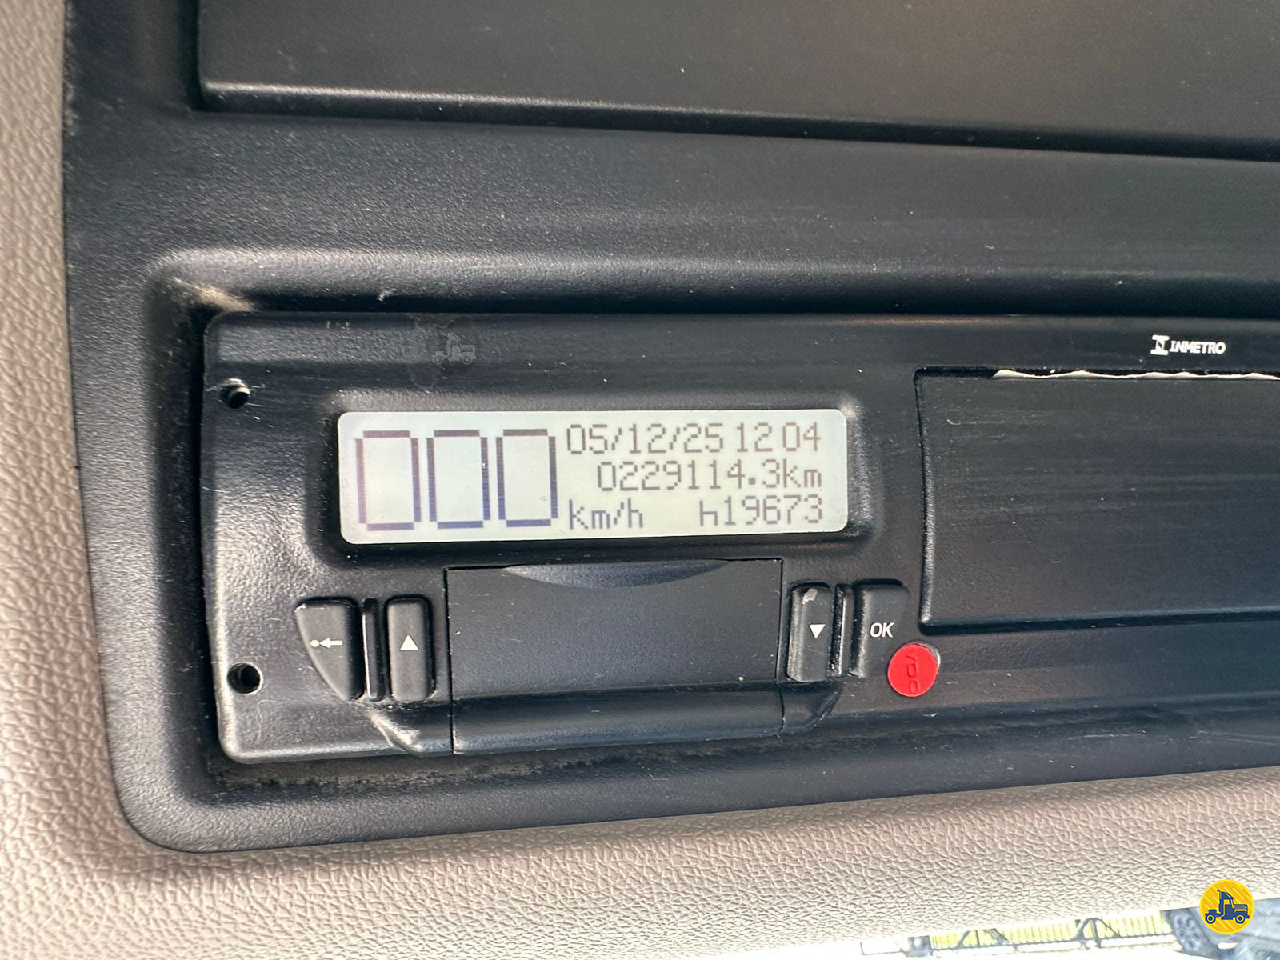 INMETRO
000
05/12/25 12 04
0229114.3km
km/h h19673
OK